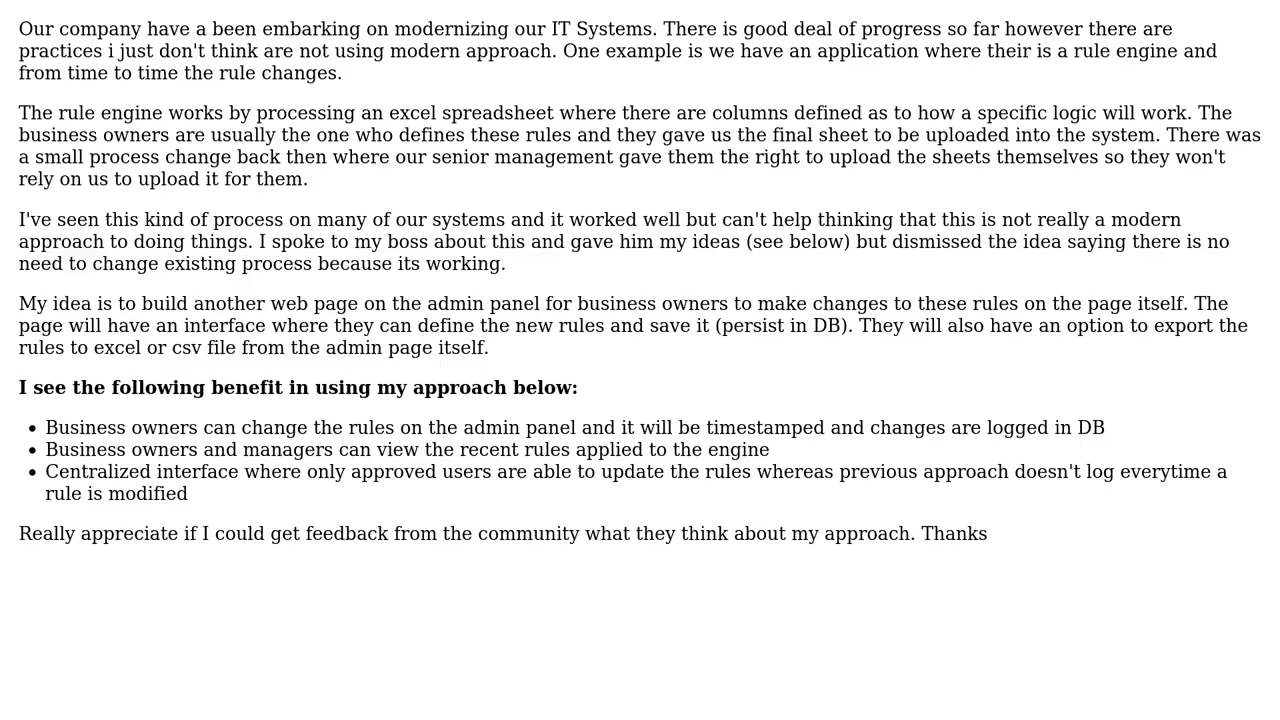 Our company have a been embarking on modernizing our IT Systems. There is good deal of progress so far however there are
practices i just don't think are not using modern approach. One example is we have an application where their is a rule engine and
from time to time the rule changes.
The rule engine works by processing an excel spreadsheet where there are columns defined as to how a specific logic will work. The
business owners are usually the one who defines these rules and they gave us the final sheet to be uploaded into the system. There was
a small process change back then where our senior management gave them the right to upload the sheets themselves so they won't
rely on us to upload it for them.
I've seen this kind of process on many of our systems and it worked well but can't help thinking that this is not really a modern
approach to doing things. I spoke to my boss about this and gave him my ideas (see below) but dismissed the idea saying there is no
need to change existing process because its working.
My idea is to build another web page on the admin panel for business owners to make changes to these rules on the page itself. The
page will have an interface where they can define the new rules and save it (persist in DB). They will also have an option to export the
rules to excel or csv file from the admin page itself.
I see the following benefit in using my approach below:
• Business owners can change the rules on the admin panel and it will be timestamped and changes are logged in DB
• Business owners and managers can view the recent rules applied to the engine
• Centralized interface where only approved users are able to update the rules whereas previous approach doesn't log everytime a
rule is modified
Really appreciate if I could get feedback from the community what they think about my approach. Thanks